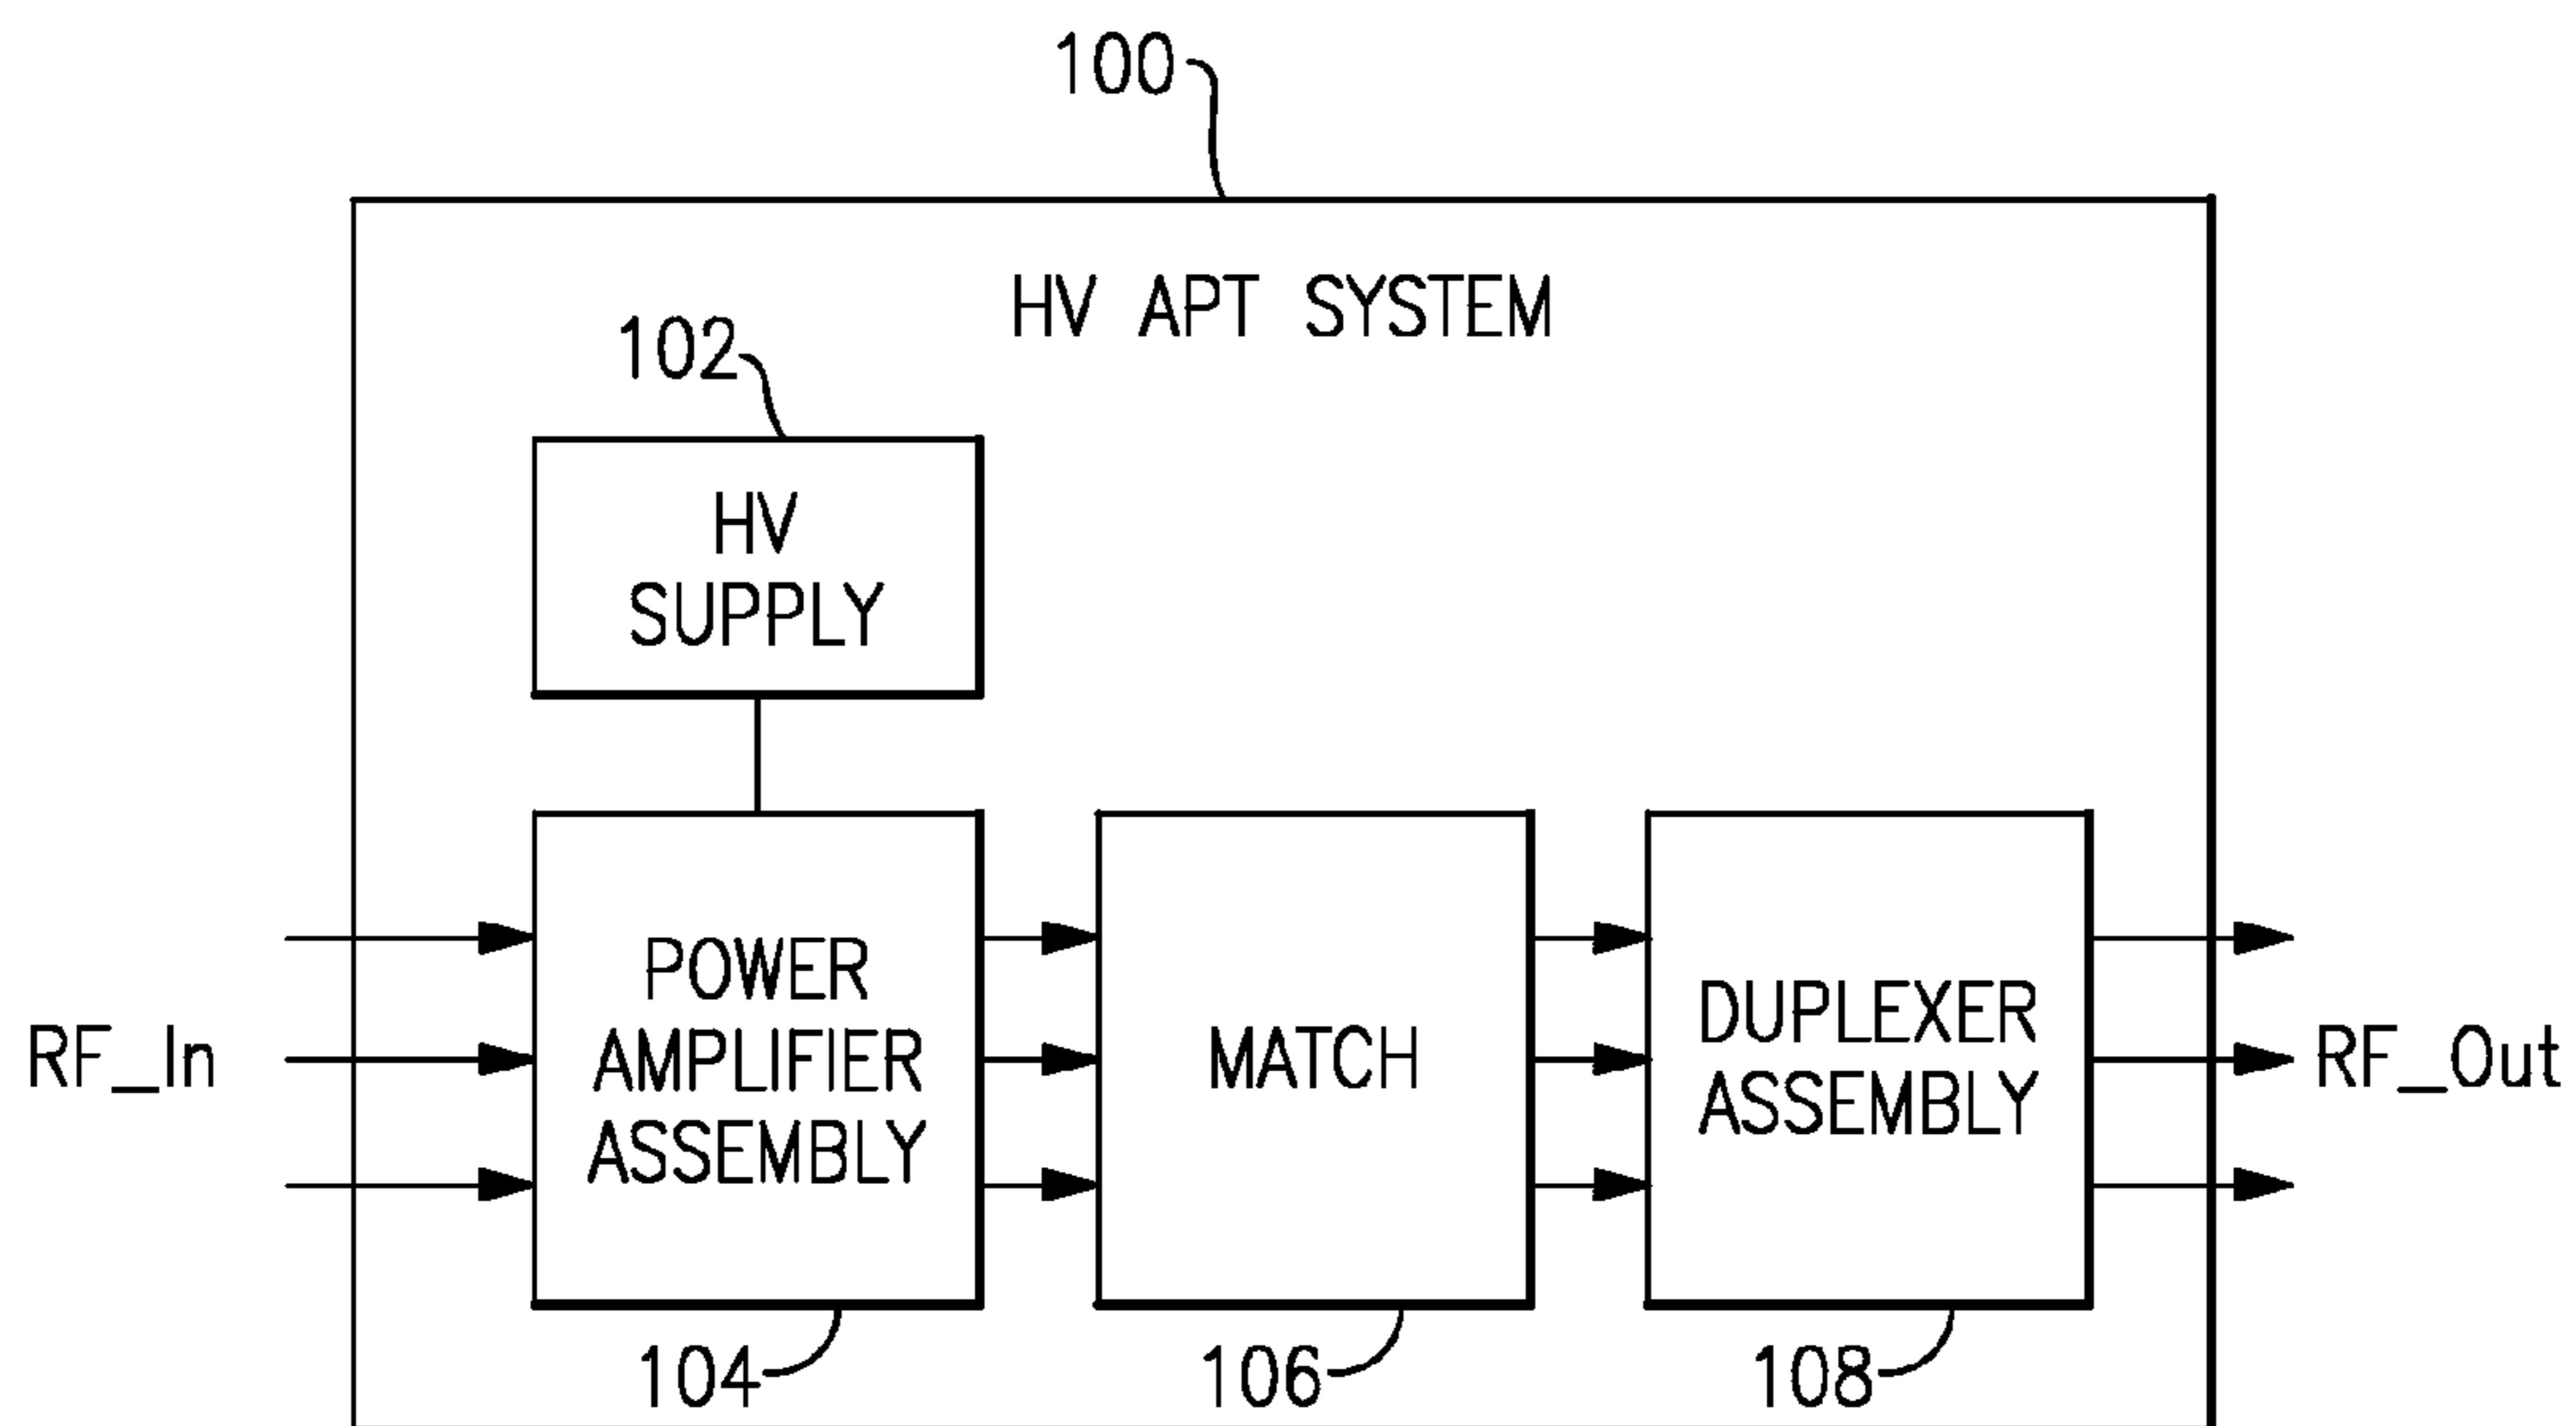 100
HV APT SYSTEM
102
HV
SUPPLY
RF_In
POWER
AMPLIFIER
ASSEMBLY
MATCH
DUPLEXER
ASSEMBLY
RF_Out
104
106
108